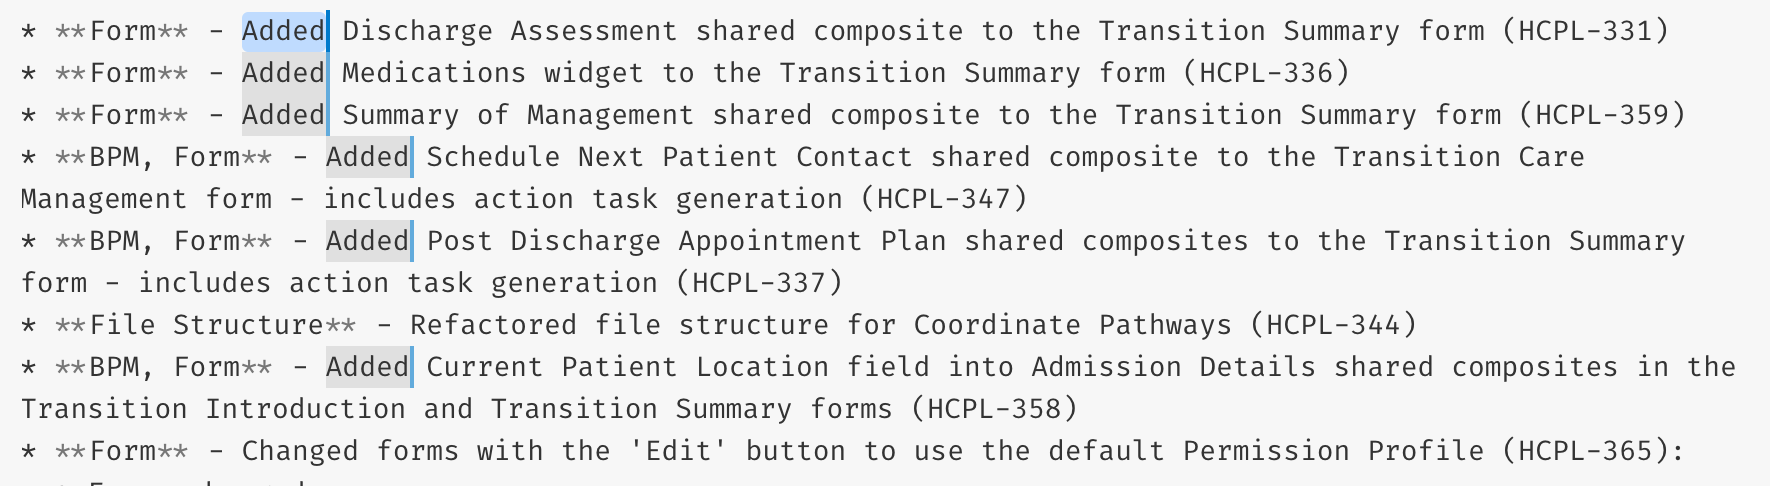 * **Form** - Added Discharge Assessment shared composite to the Transition Summary form (HCPL-331)
* **Form** - Added Medications widget to the Transition Summary form (HCPL-336)
* **Form** - Added Summary of Management shared composite to the Transition Summary form (HCPL-359)
* **BPM, Form** - Added Schedule Next Patient Contact shared composite to the Transition Care
Management form - includes action task generation (HCPL-347)
* **BPM, Form** - Added Post Discharge Appointment Plan shared composites to the Transition Summary
form - includes action task generation (HCPL-337)
* **File Structure** - Refactored file structure for Coordinate Pathways (HCPL-344)
* **BPM, Form** - Added Current Patient Location field into Admission Details shared composites in the
Transition Introduction and Transition Summary forms (HCPL-358)
* **Form** - Changed forms with the 'Edit' button to use the default Permission Profile (HCPL-365):